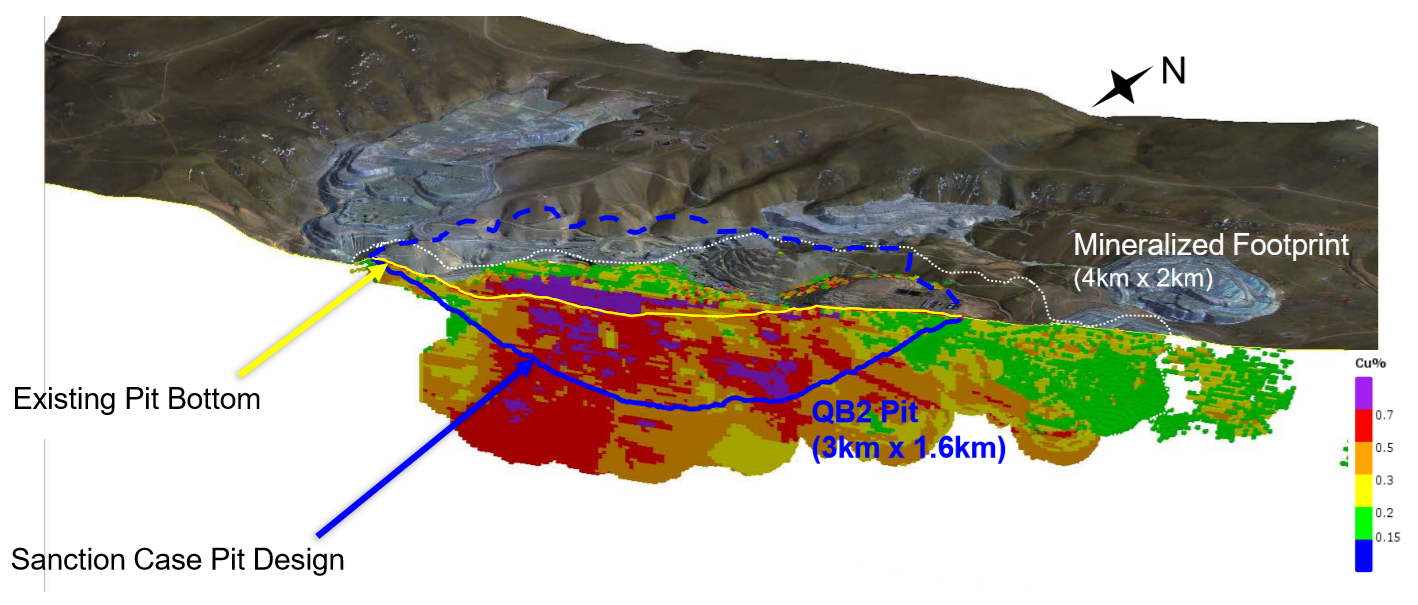 N
Mineralized Footprint
(4km x 2km)
Cu%
0.7
0.5
0.3
0.2
0.15
Existing Pit Bottom
QB2 Pit
(3km x 1.6km)
Sanction Case Pit Design